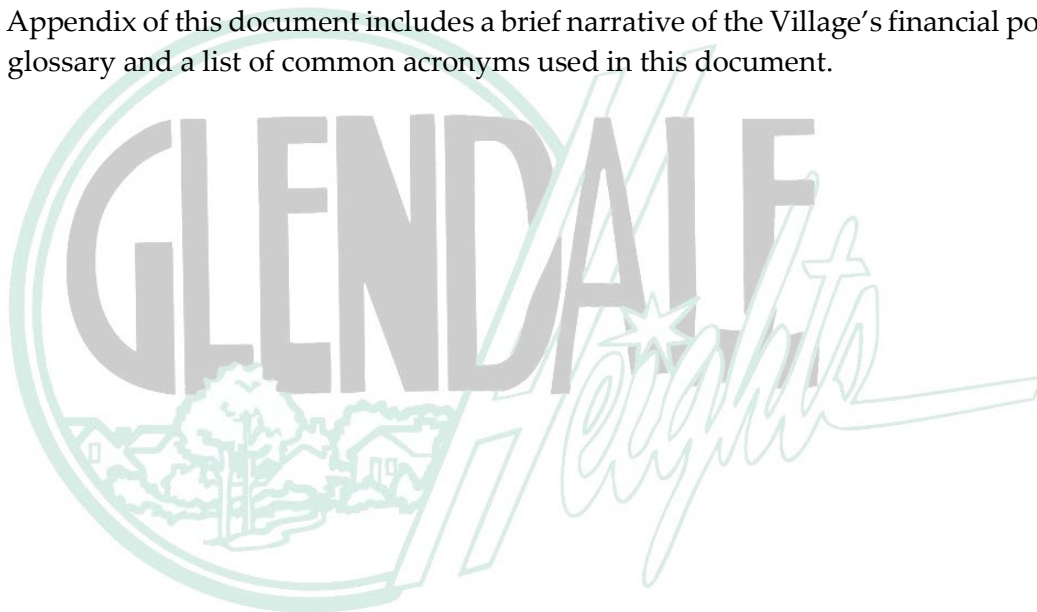 Appendix of this document includes a brief narrative of the Village’s financial po
glossary and a list of common acronyms used in this document.
GLENDALE
Heights